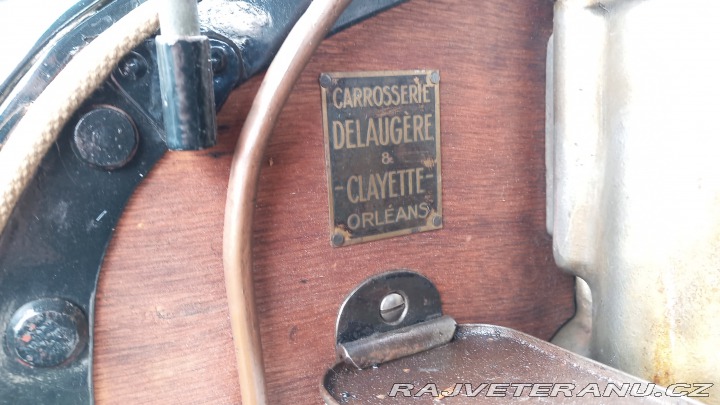 CARROSSERIE
DELAUGÈRE
&
-CLAYETTE-
ORLÉANS
RAJVETERANU.CZ